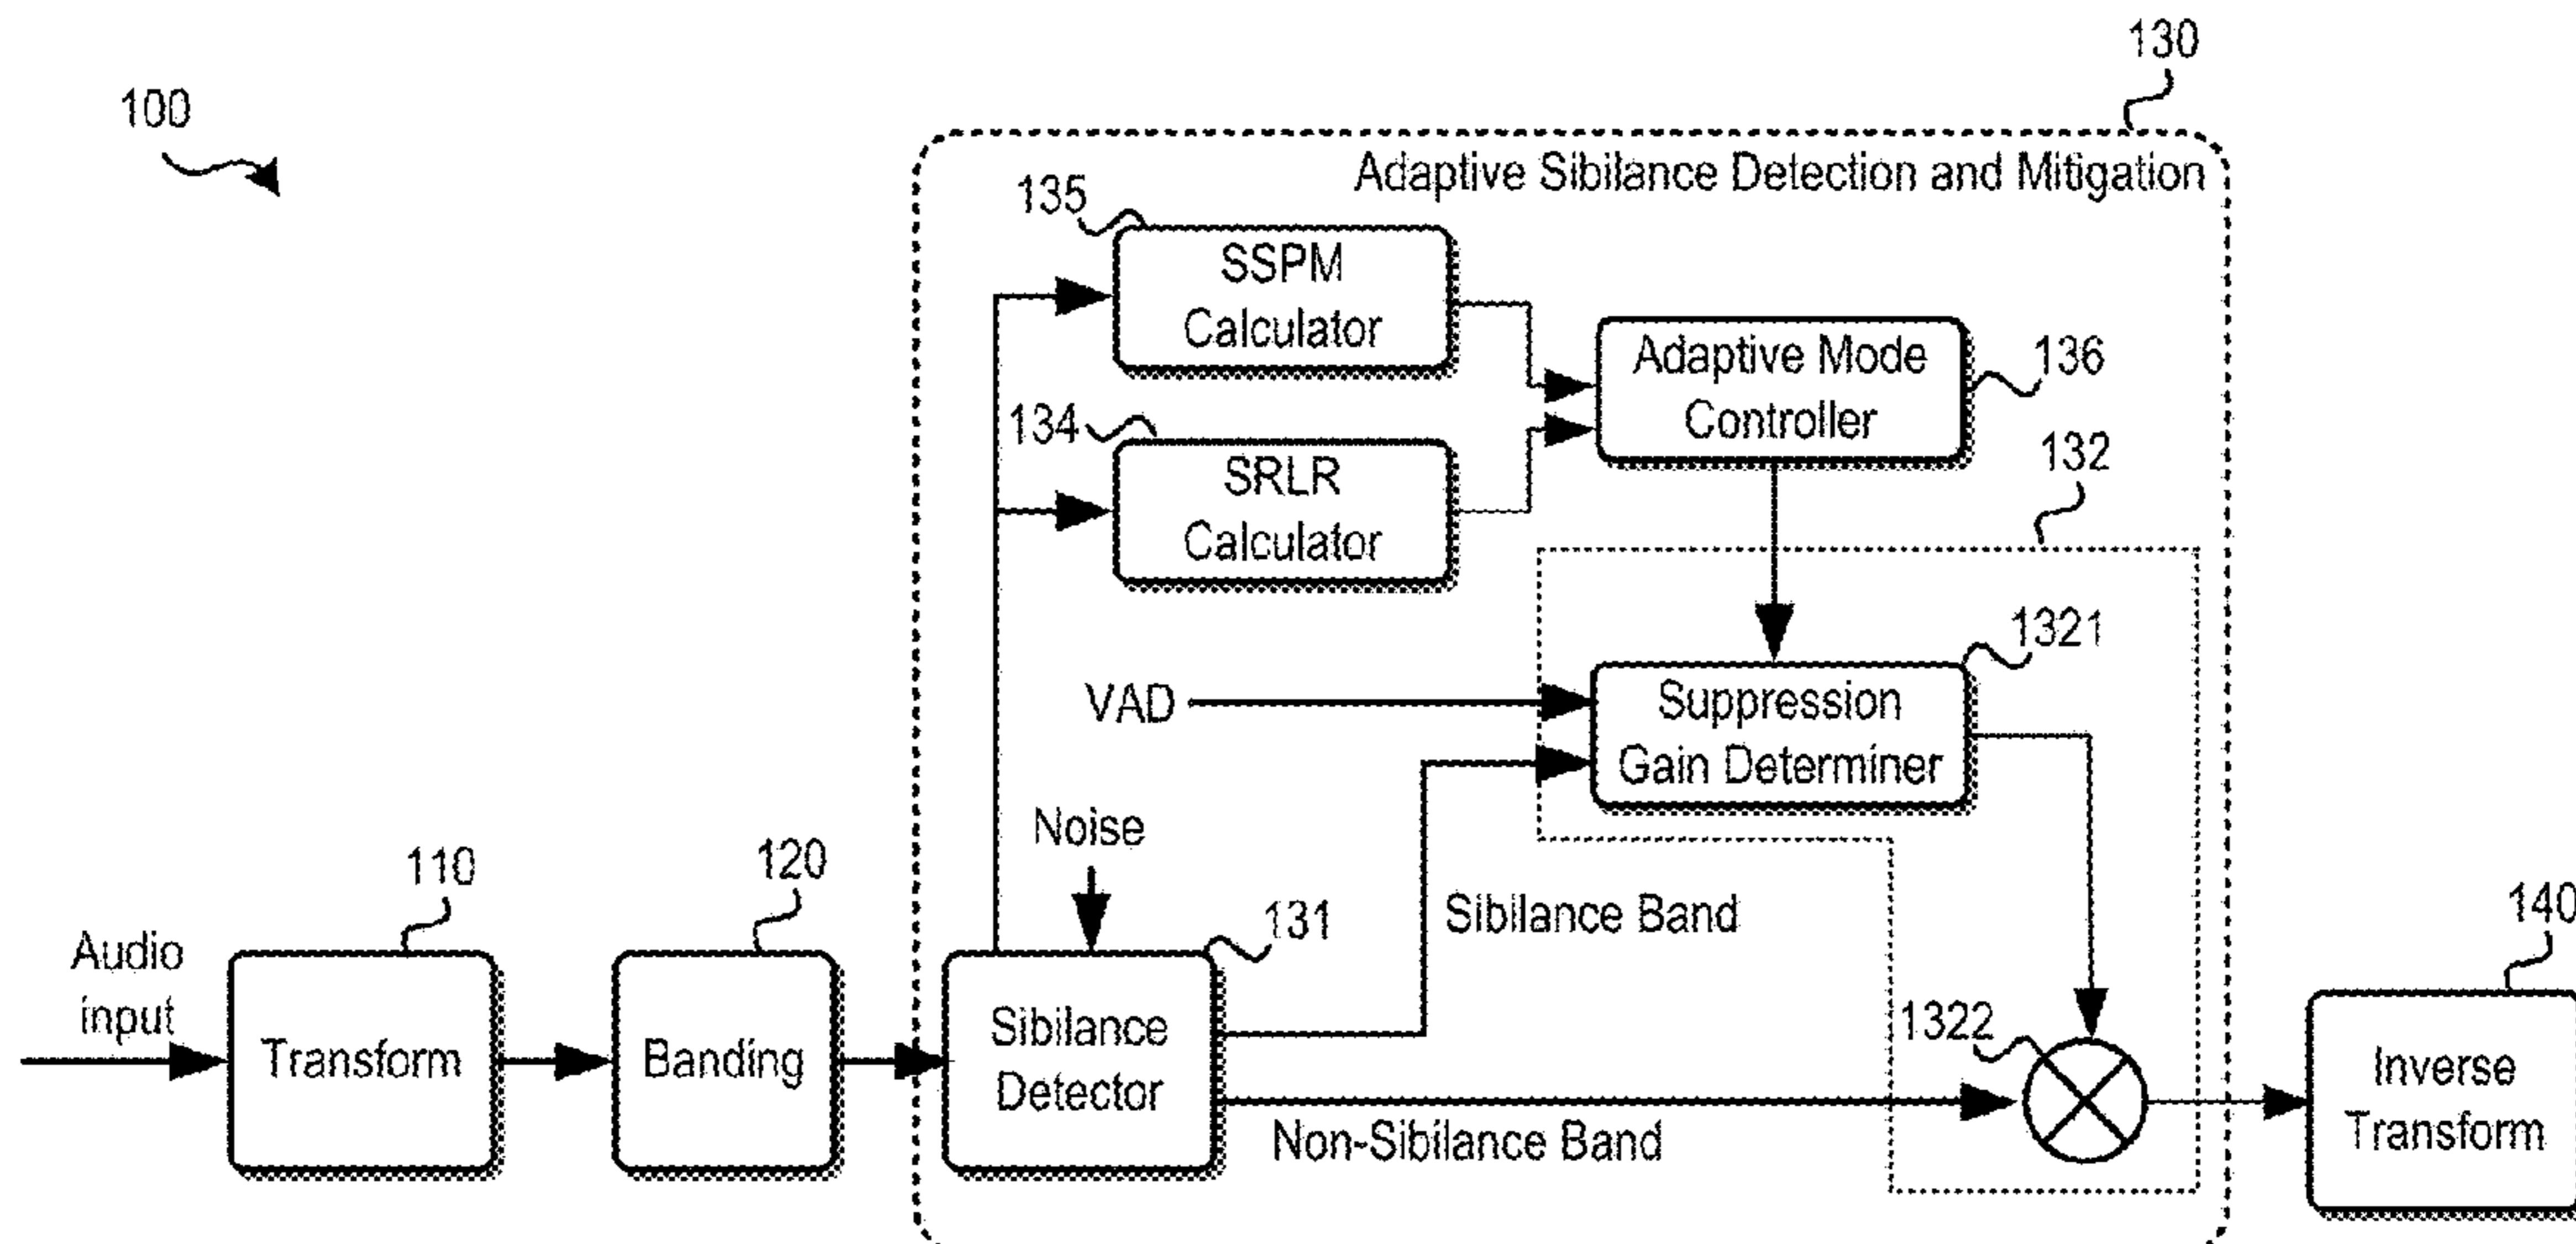 130
100
Adaptive Sibilance Detection and Mitigation
135
SSPM
Calculator
Adaptive Mode
Controller
136
134
SRLR
Calculator
132
1321
VAD
Suppression
Gain Determiner
Noise
110
120
131
Sibilance Band
140
Audio
input
Transform
Banding
Sibilance
Detector
1322
Non-Sibilance Band
Inverse
Transform